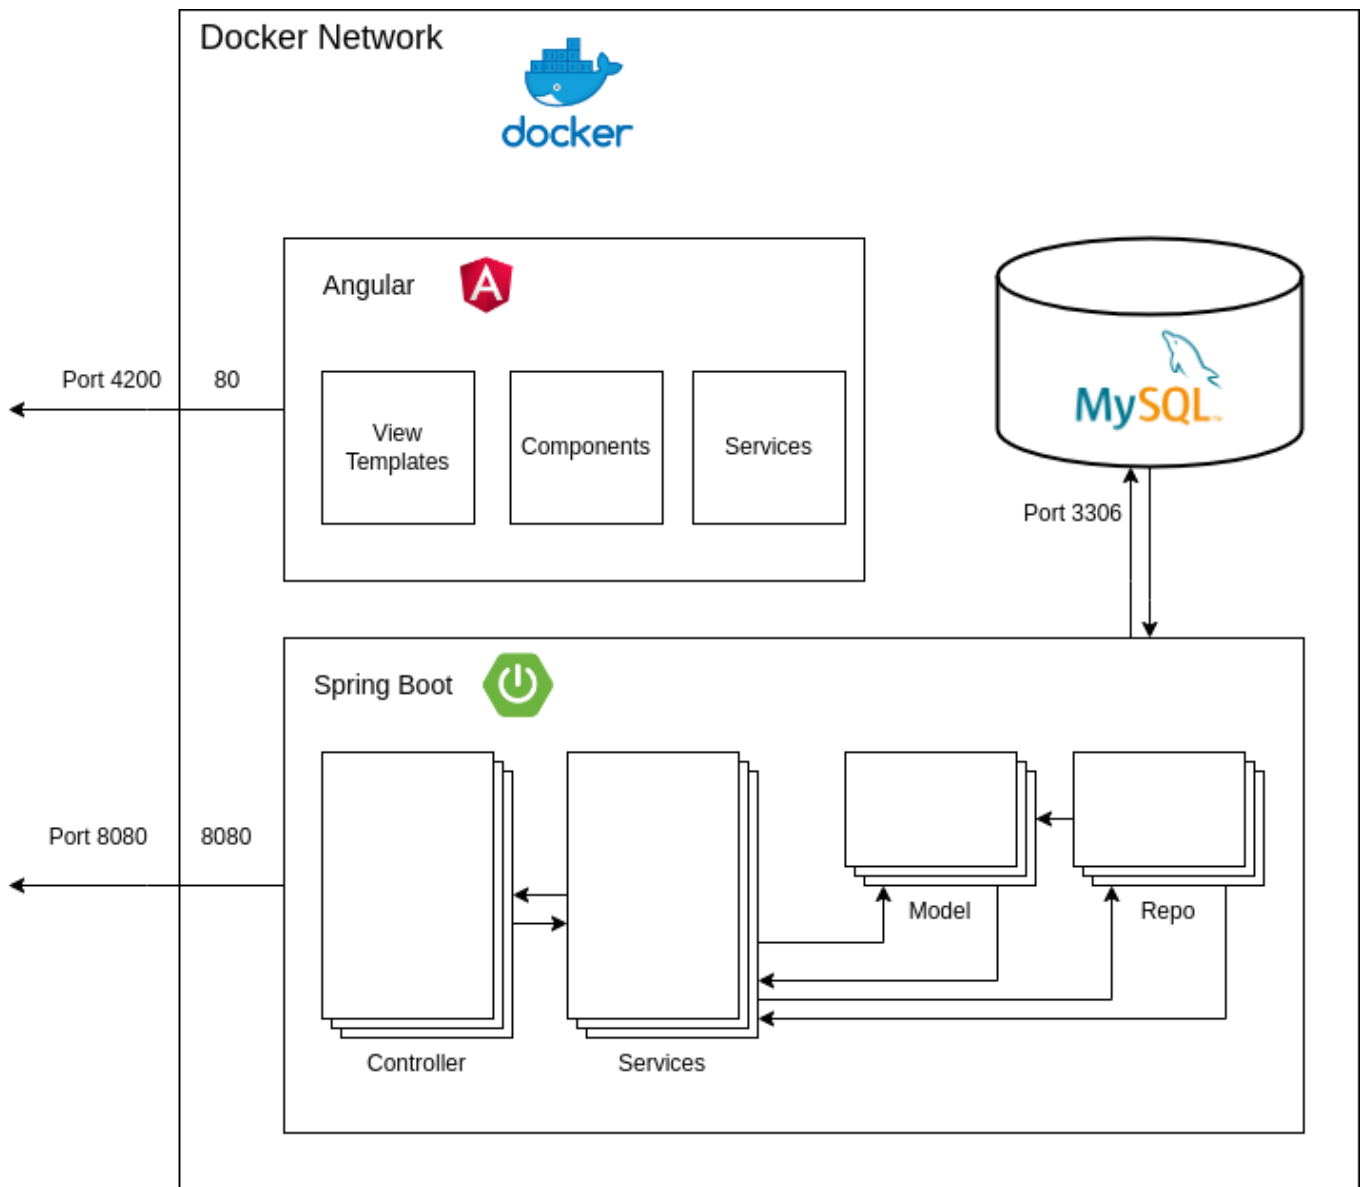 Docker Network
docker
Angular
Port 4200
80
View
Templates
Components
Services
MySQL
Port 3306
Spring Boot
Port 8080
8080
Model
Repo
Controller
Services